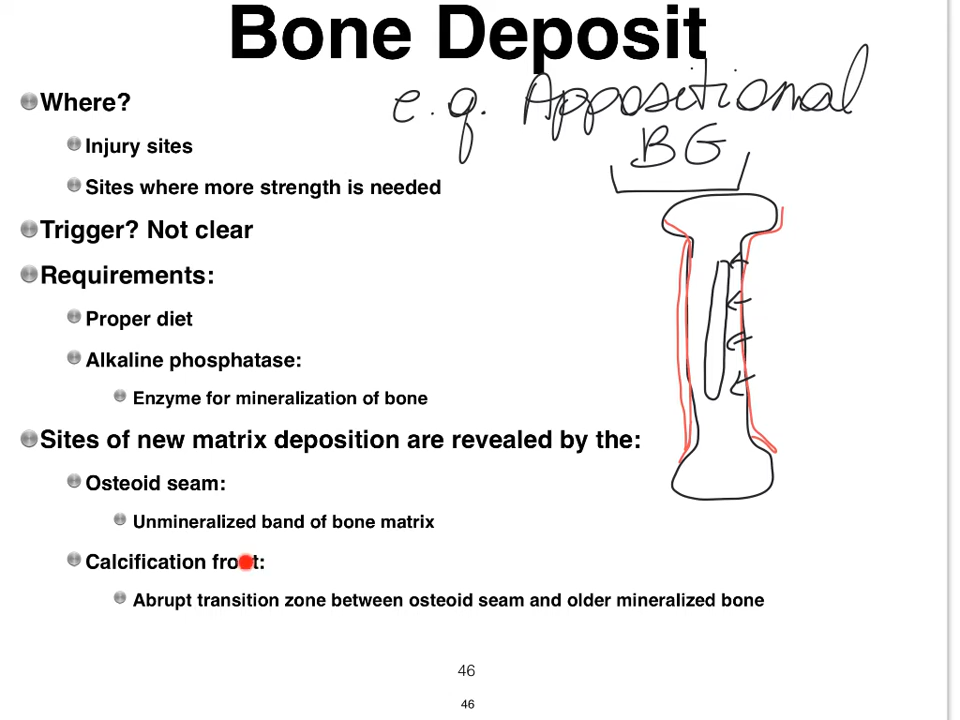 Bone Deposit
e.g. Appositional
BG
Where?
Injury sites
Sites where more strength is needed
Trigger? Not clear
Requirements:
Proper diet
Alkaline phosphatase:
Enzyme for mineralization of bone
Sites of new matrix deposition are revealed by the:
Osteoid seam:
Unmineralized band of bone matrix
Calcification front:
Abrupt transition zone between osteoid seam and older mineralized bone
46
46